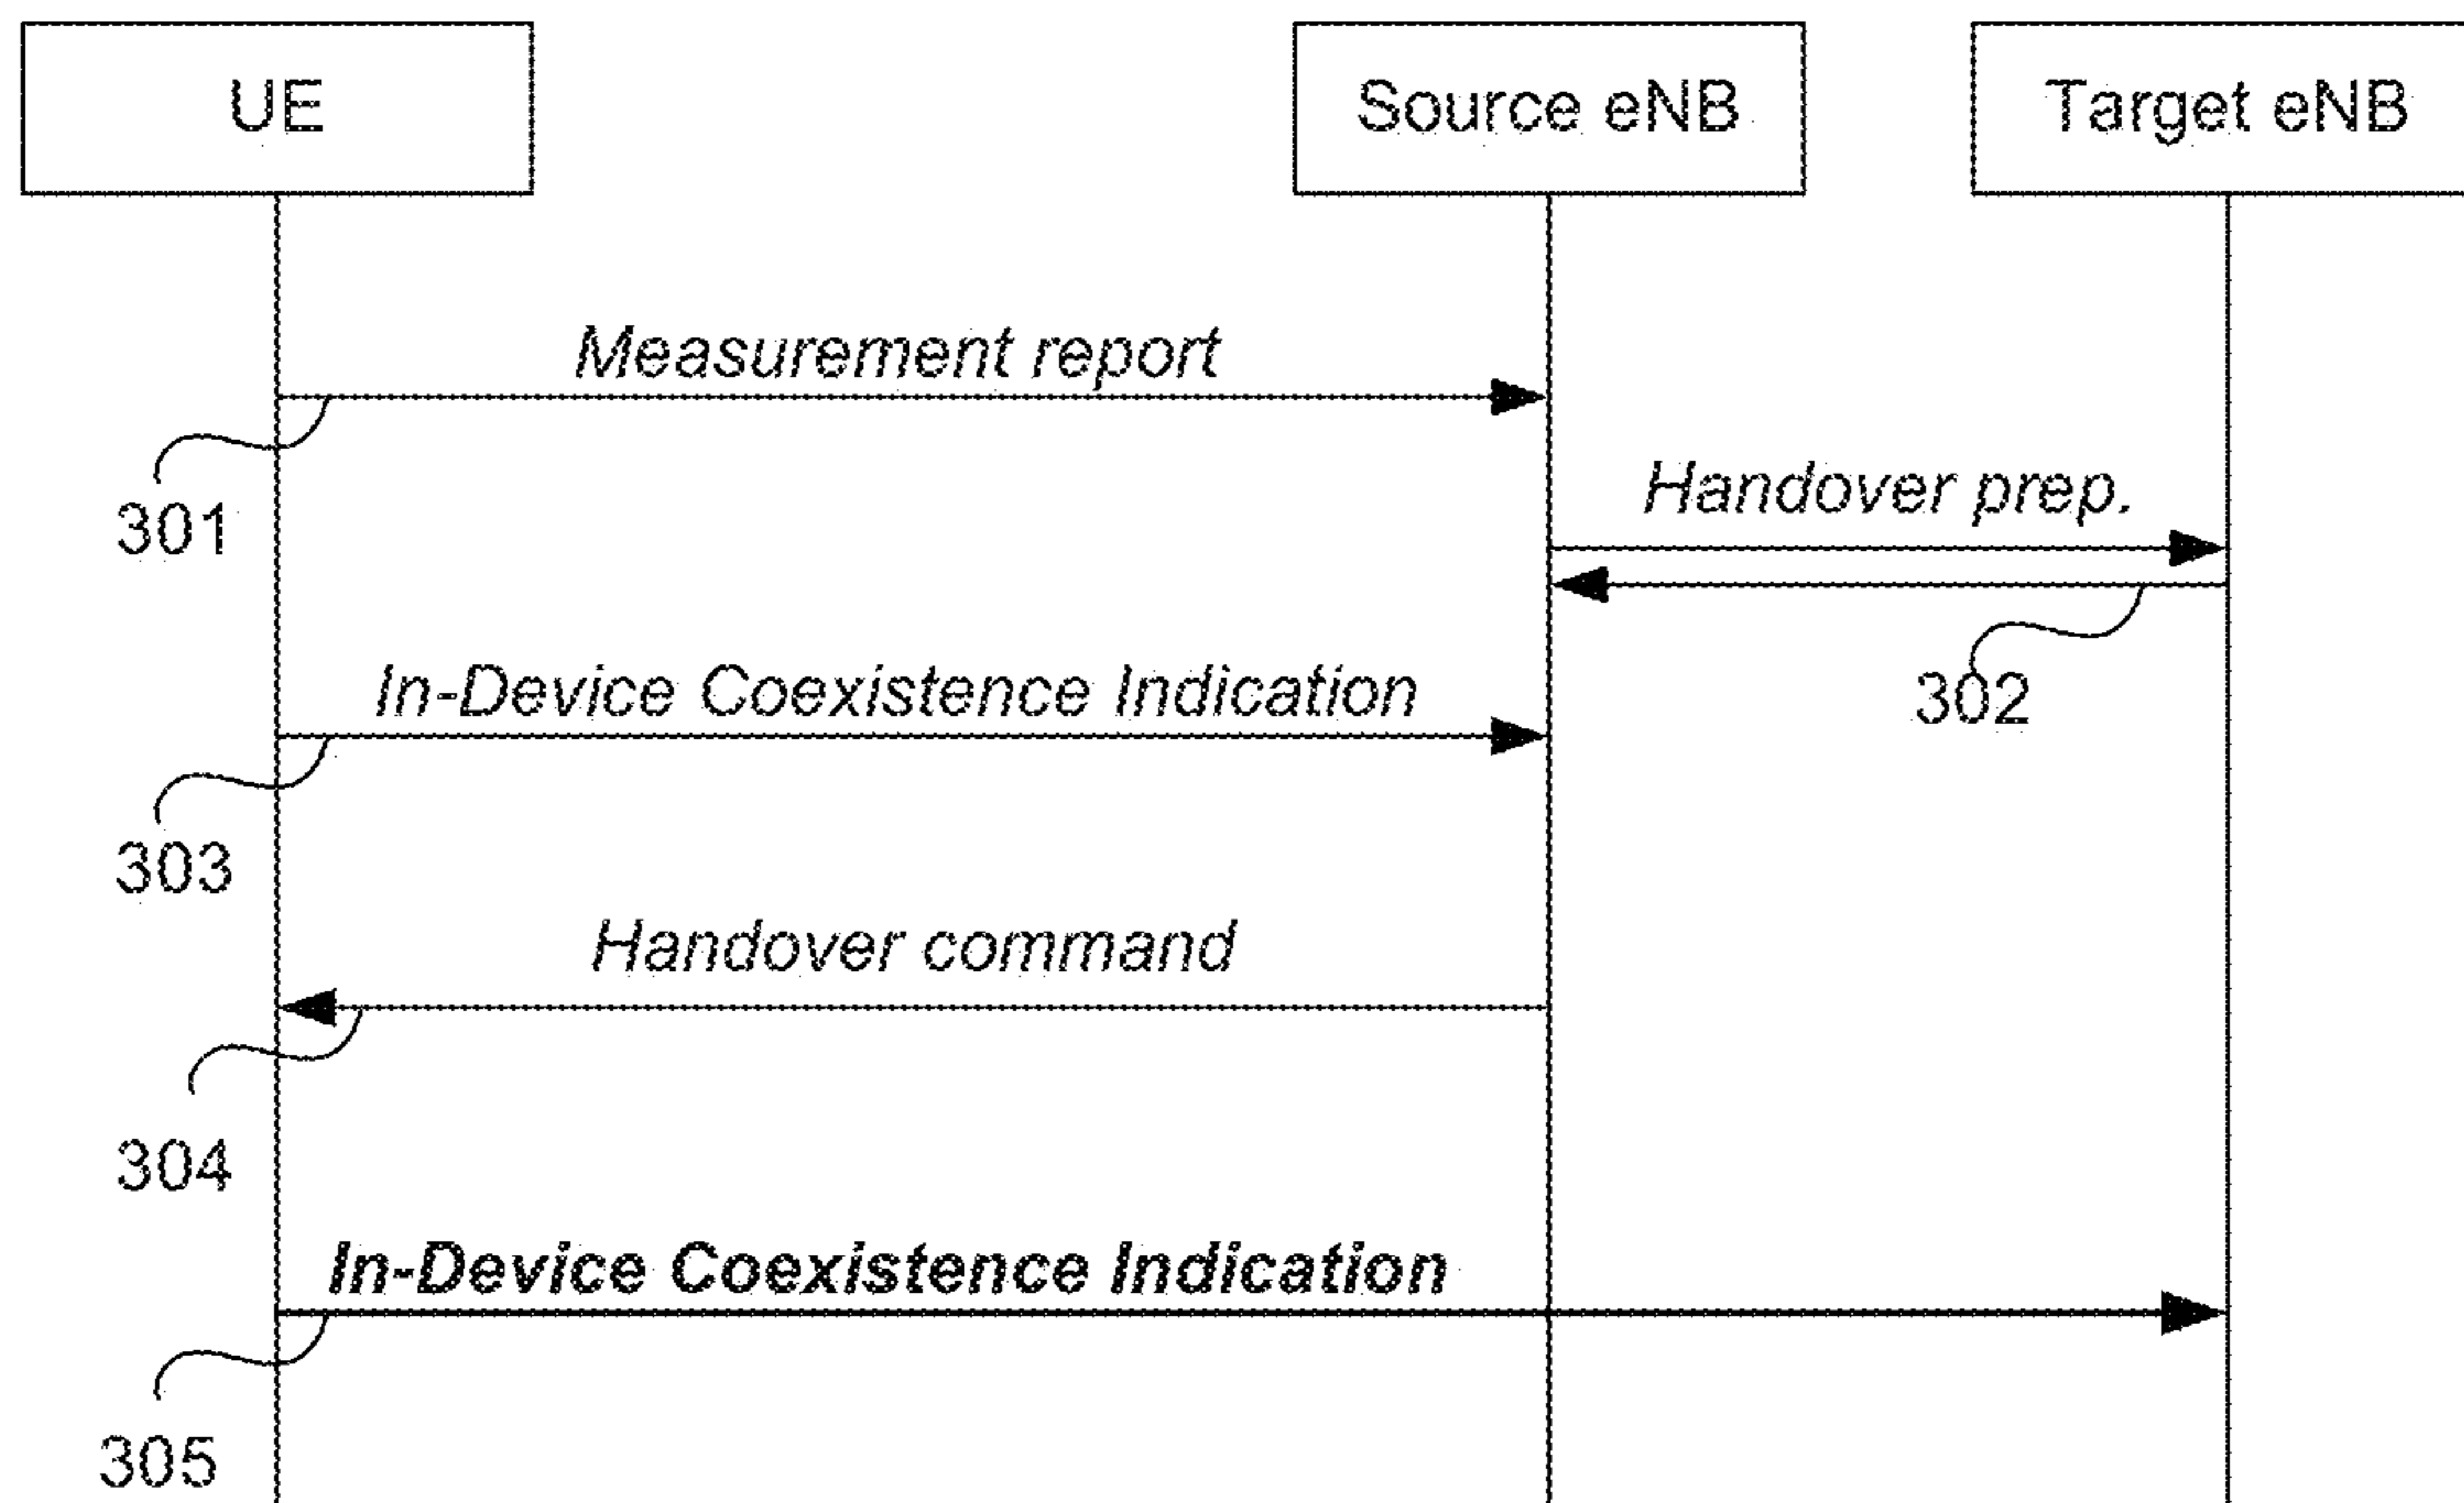 UE
Source eNB
Target eNB
Measurement report
301
Handover prep.
302
In-Device Coexistence Indication
303
Handover command
304
In-Device Coexistence Indication
305